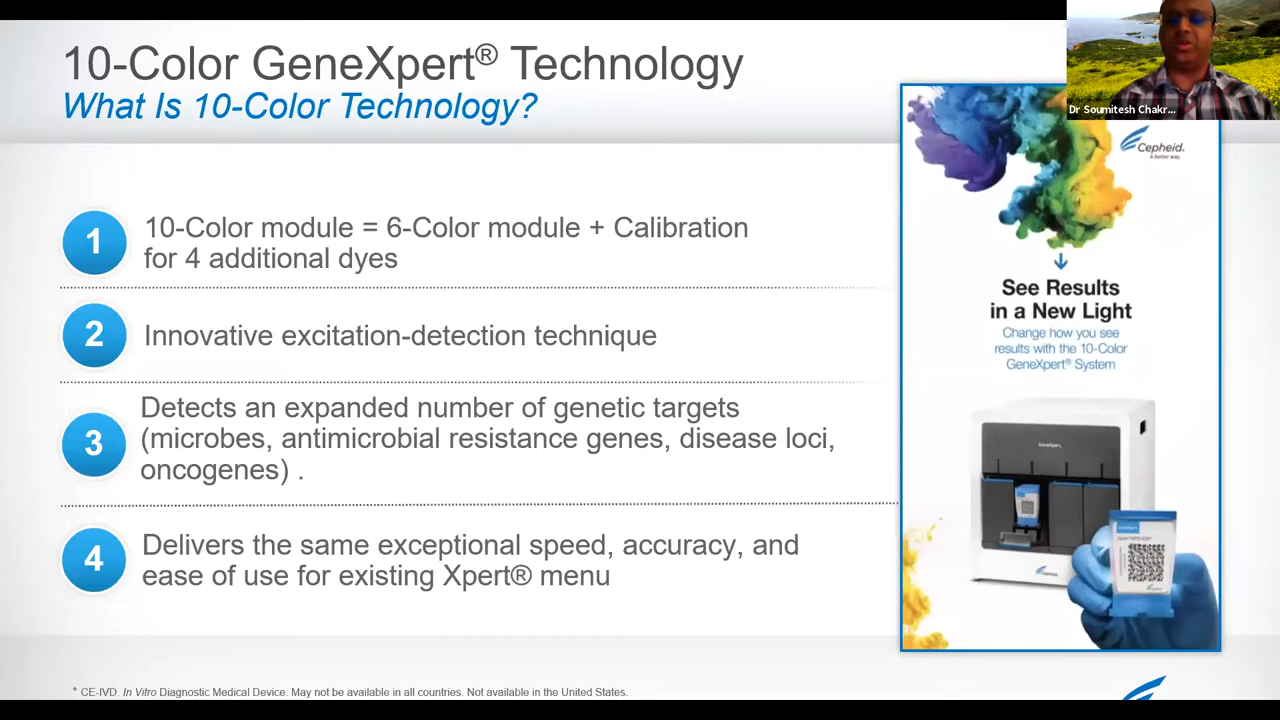 10-Color GeneXpert® Technology
What Is 10-Color Technology?
Dr Soumitesh Chakr...
Cepheid.
A better way.
1
10-Color module = 6-Color module + Calibration
for 4 additional dyes
2
Innovative excitation-detection technique
3
Detects an expanded number of genetic targets
(microbes, antimicrobial resistance genes, disease loci,
oncogenes) .
4
Delivers the same exceptional speed, accuracy, and
ease of use for existing Xpert® menu
See Results
in a New Light
Change how you see
results with the 10-Color
GeneXpert® System
GeneXpert.
* CE-IVD. In Vitro Diagnostic Medical Device. May not be available in all countries. Not available in the United States.